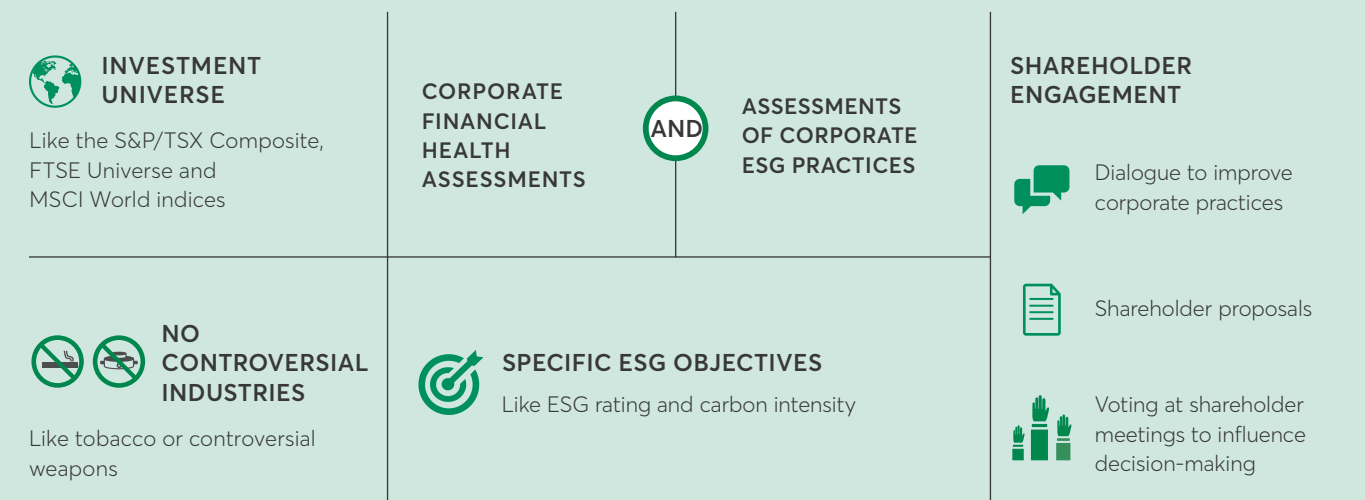 INVESTMENT
UNIVERSE
Like the S&P/TSX Composite,
FTSE Universe and
MSCI World indices
NO
CONTROVERSIAL
INDUSTRIES
Like tobacco or controversial
weapons
CORPORATE
FINANCIAL
HEALTH
ASSESSMENTS
AND
ASSESSMENTS
OF CORPORATE
ESG PRACTICES
SPECIFIC ESG OBJECTIVES
Like ESG rating and carbon intensity
SHAREHOLDER
ENGAGEMENT
Dialogue to improve
corporate practices
Shareholder proposals
Voting at shareholder
meetings to influence
decision-making